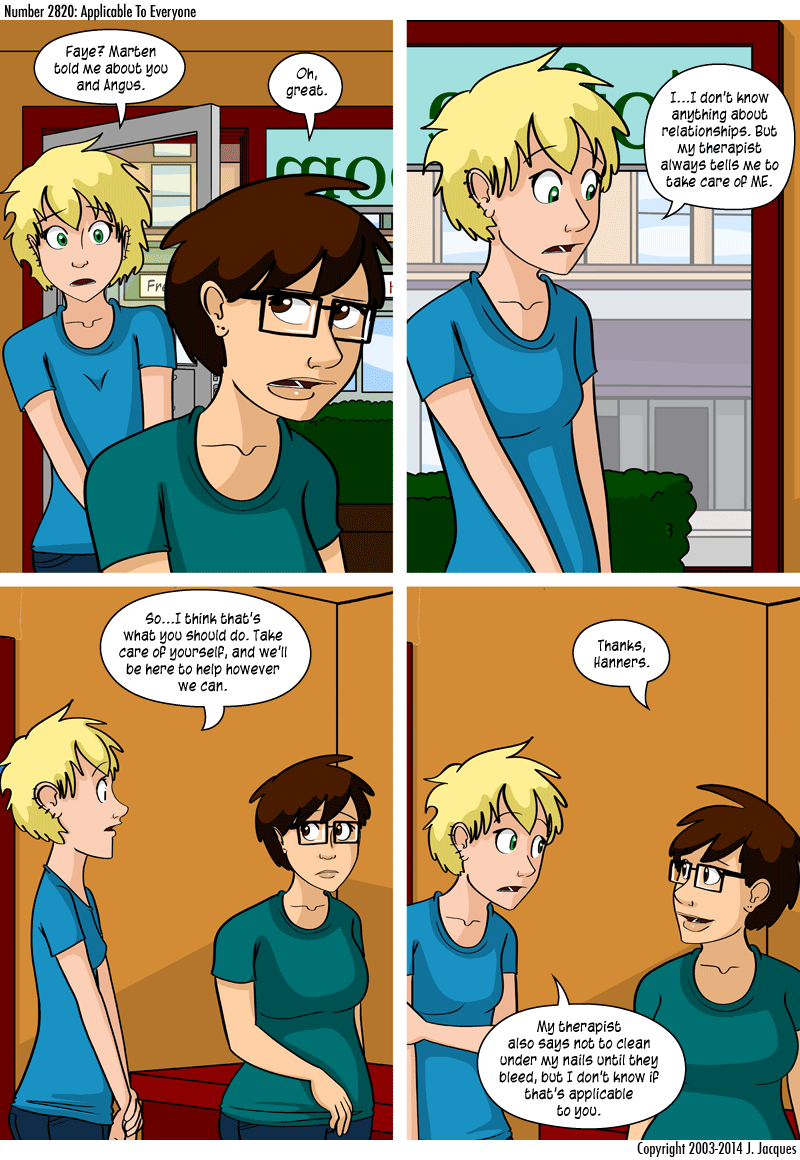 Number 2820: Applicable To Everyone
Faye? Marten
told me about you
and Angus.
Oh,
great.
Fre
I...I don't know
anything about
relationships. But
my therapist
always tells me to
take care of ME.
So...I think that's
what you should do. Take
care of yourself, and we'll
be here to help however
we can.
Thanks,
Hanners.
My therapist
also says not to clean
under my nails until they
bleed, but I don't know if
that's applicable
to you.
Copyright 2003-2014 J. Jacques